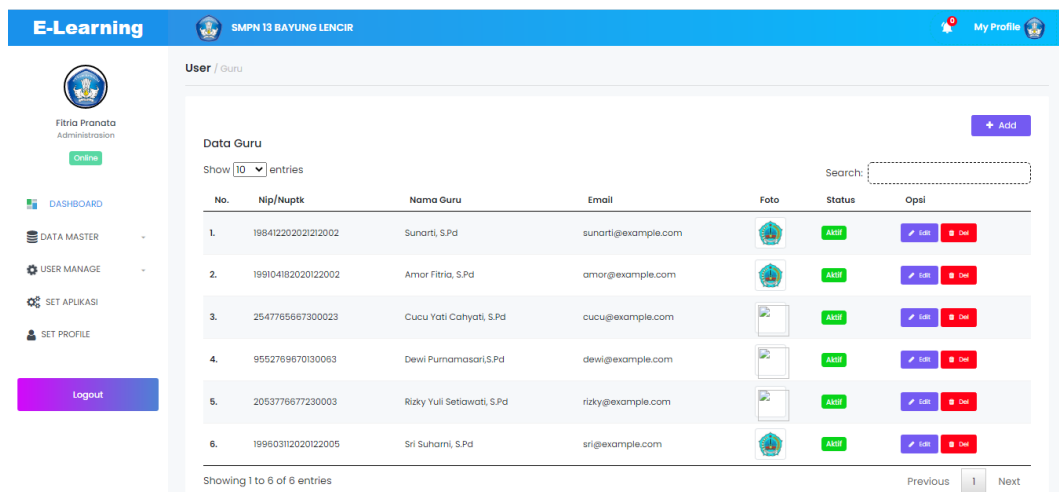 E-Learning SMPN 13 BAYUNG LENCIR 0 My Profile
User / Guru
Fitria Pranata
Administrasion
Online
DASHBOARD
DATA MASTER
USER MANAGE
SET APLIKASI
SET PROFILE
Logout
+ Add
Data Guru
Show 10 entries Search:
No. Nip/Nuptk Nama Guru Email Foto Status Opsi
1. 198412202021212002 Sunarti, S.Pd sunarti@example.com Aktif Edit Del
2. 199104182020122002 Amor Fitria, S.Pd amor@example.com Aktif Edit Del
3. 2547765667300023 Cucu Yati Cahyati, S.Pd cucu@example.com Aktif Edit Del
4. 9552769670130063 Dewi Purnamasari,S.Pd dewi@example.com Aktif Edit Del
5. 2053776677230003 Rizky Yuli Setiawati, S.Pd rizky@example.com Aktif Edit Del
6. 199603112020122005 Sri Suharni, S.Pd sri@example.com Aktif Edit Del
Showing 1 to 6 of 6 entries Previous 1 Next